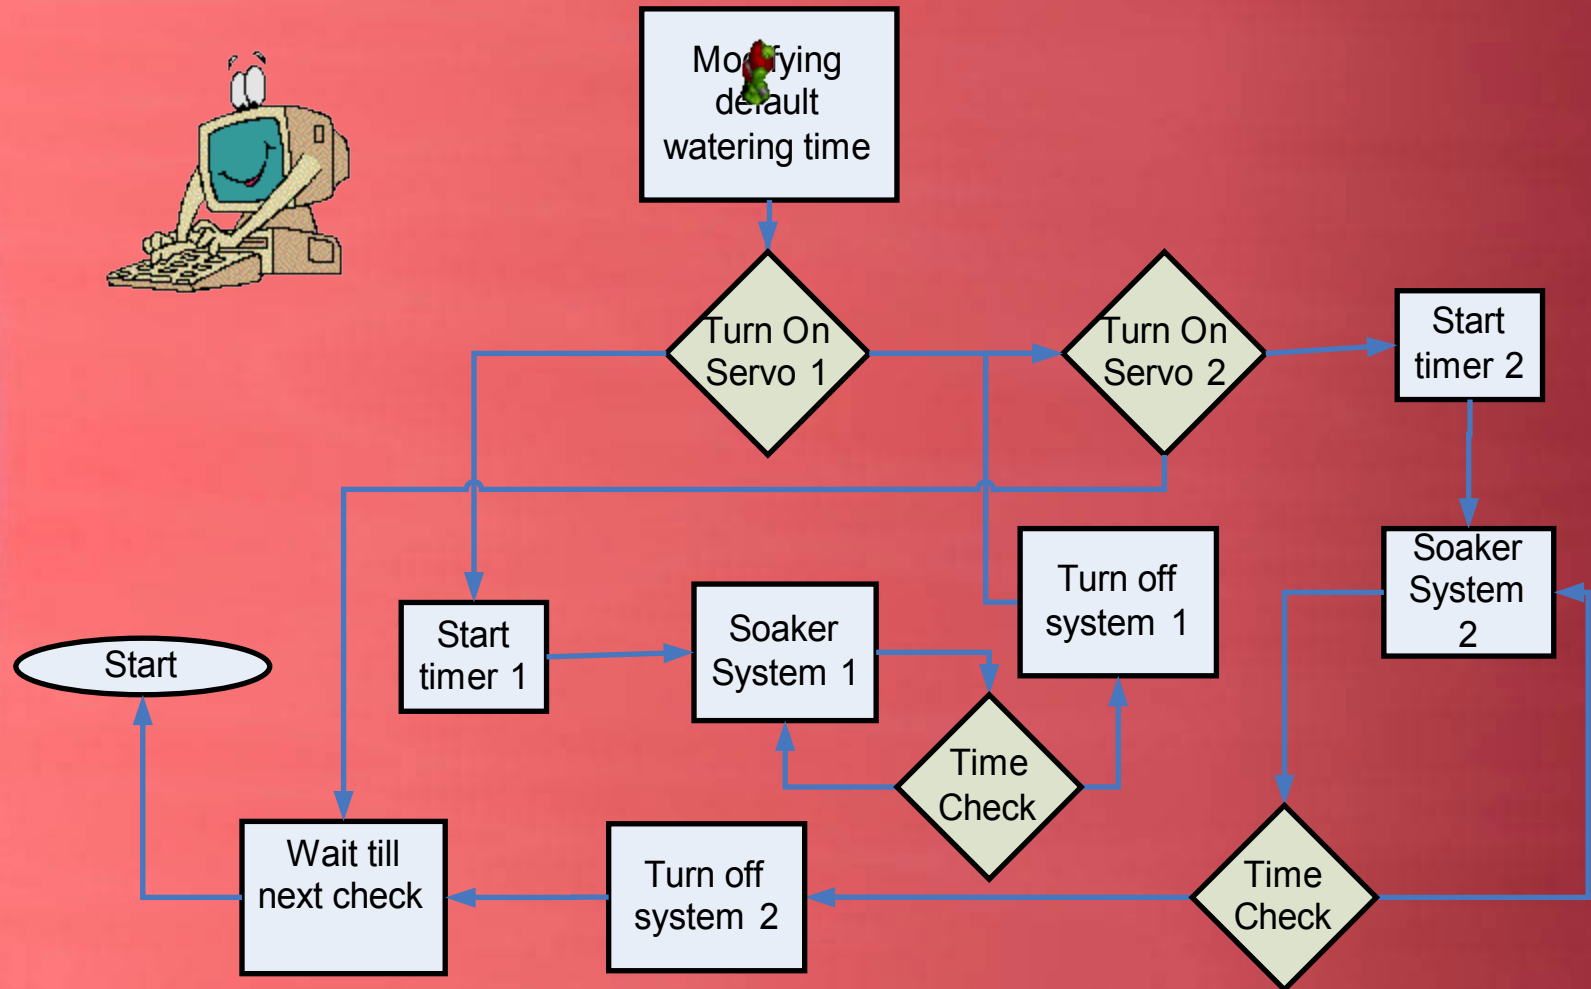 Modifying
default
watering time
Turn On
Servo 1
Turn On
Servo 2
Start
timer 2
Soaker
System
2
Turn off
system 1
Start
timer 1
Soaker
System 1
Start
Time
Check
Wait till
next check
Turn off
system 2
Time
Check